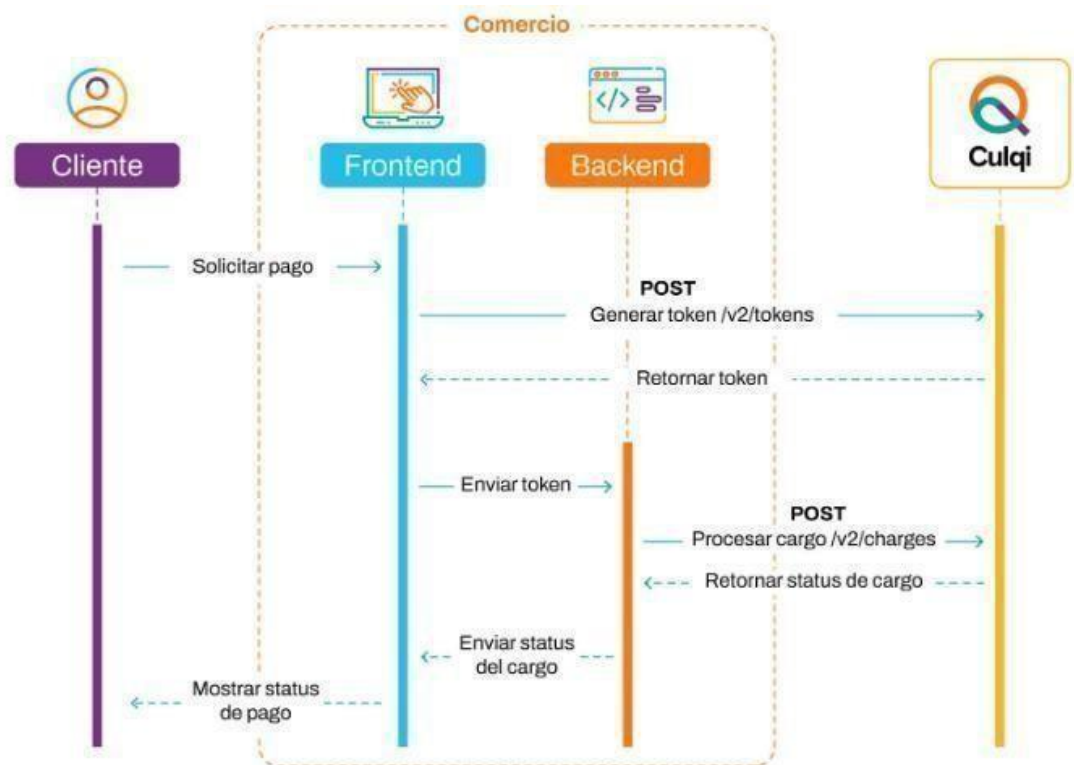 Comercio
Cliente
Frontend
Backend
Culqi
Solicitar pago
POST
Generar token /v2/tokens
Retornar token
Enviar token
POST
Procesar cargo /v2/charges
Retornar status de cargo
Enviar status
del cargo
Mostrar status
de pago